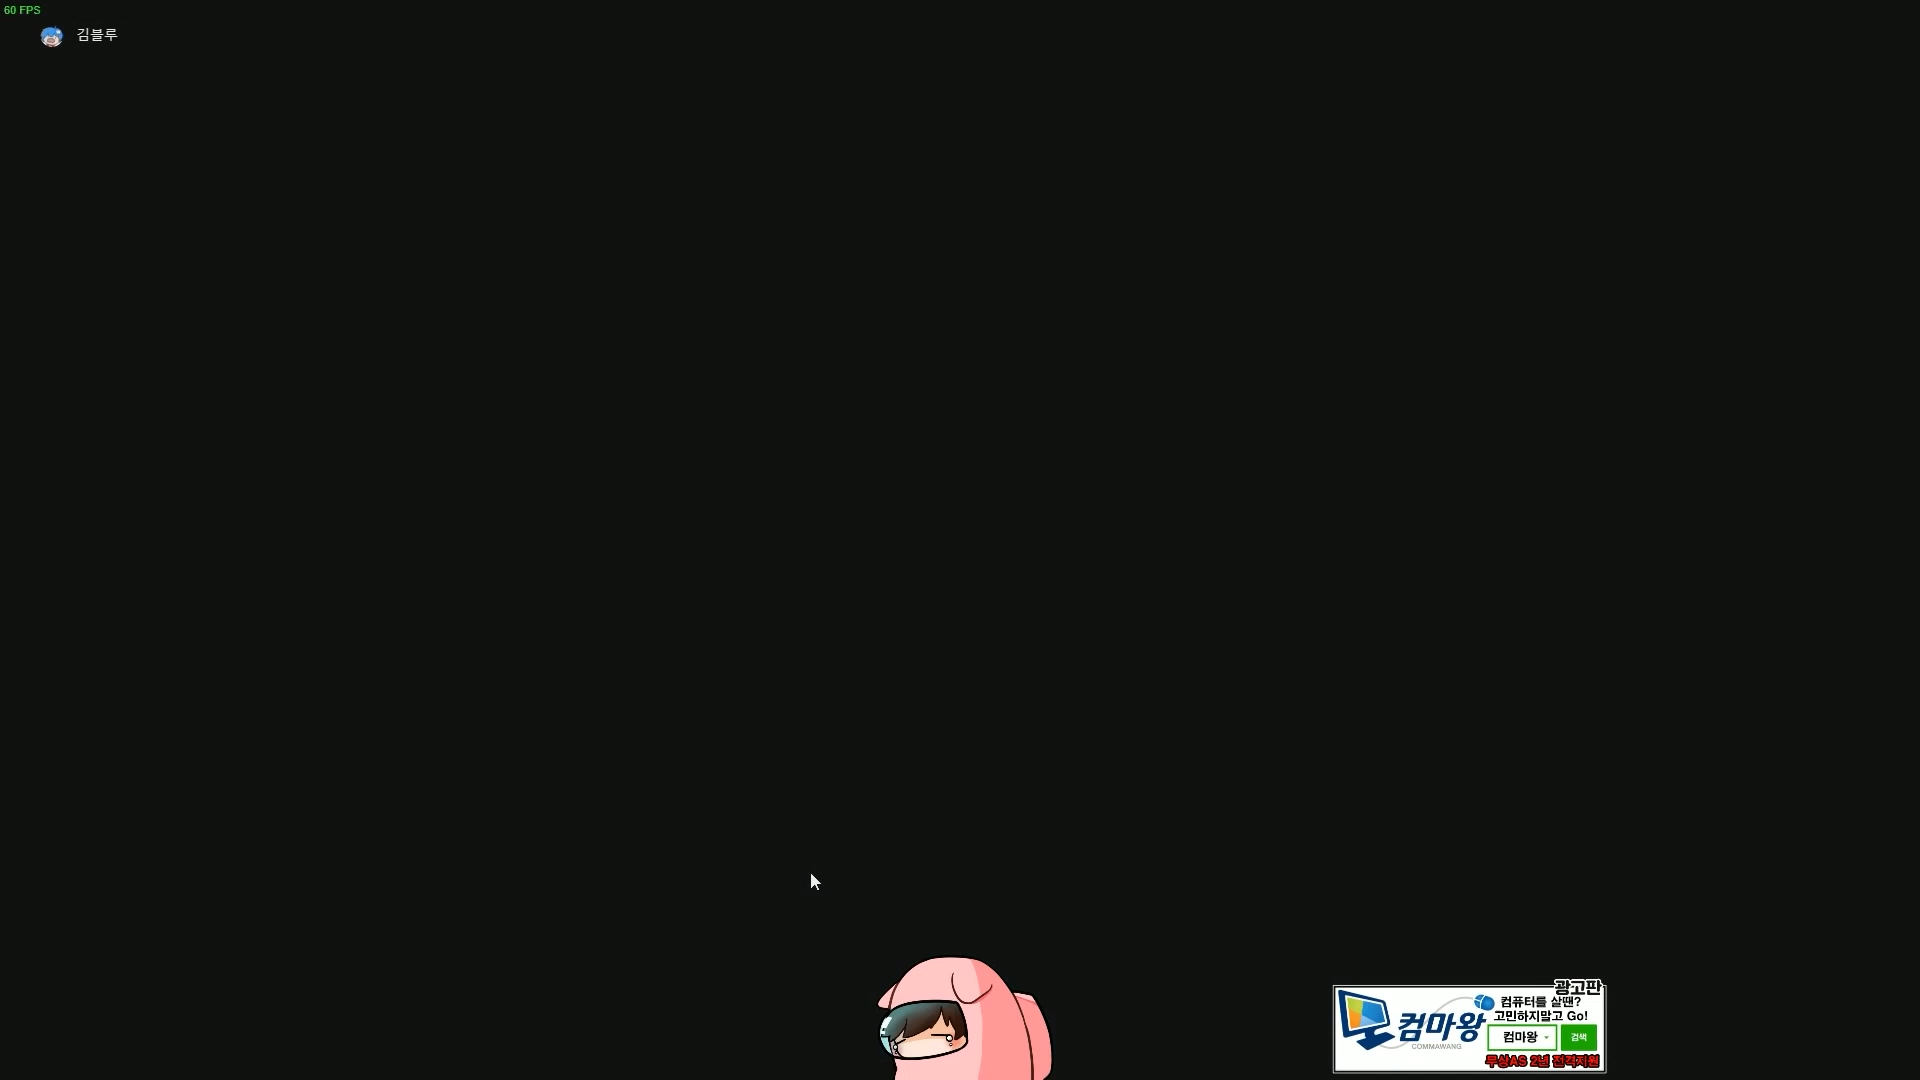 60 FPS
김블루
광고판
컴퓨터를 살땐?
고민하지말고 Go!
컴마왕
COMMAWANG
컴마왕
검색
무상AS 2년 전격지원